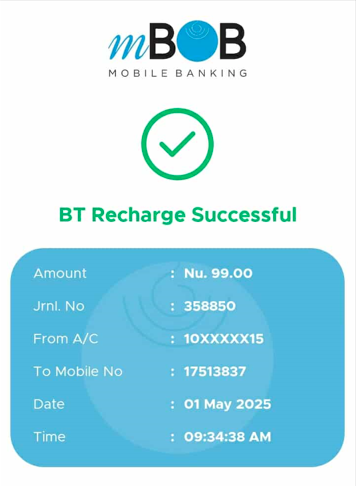 mBOB
MOBILE BANKING
BT Recharge Successful
Amount : Nu. 99.00
Jrnl. No : 358850
From A/C : 10XXXXX15
To Mobile No : 17513837
Date : 01 May 2025
Time : 09:34:38 AM